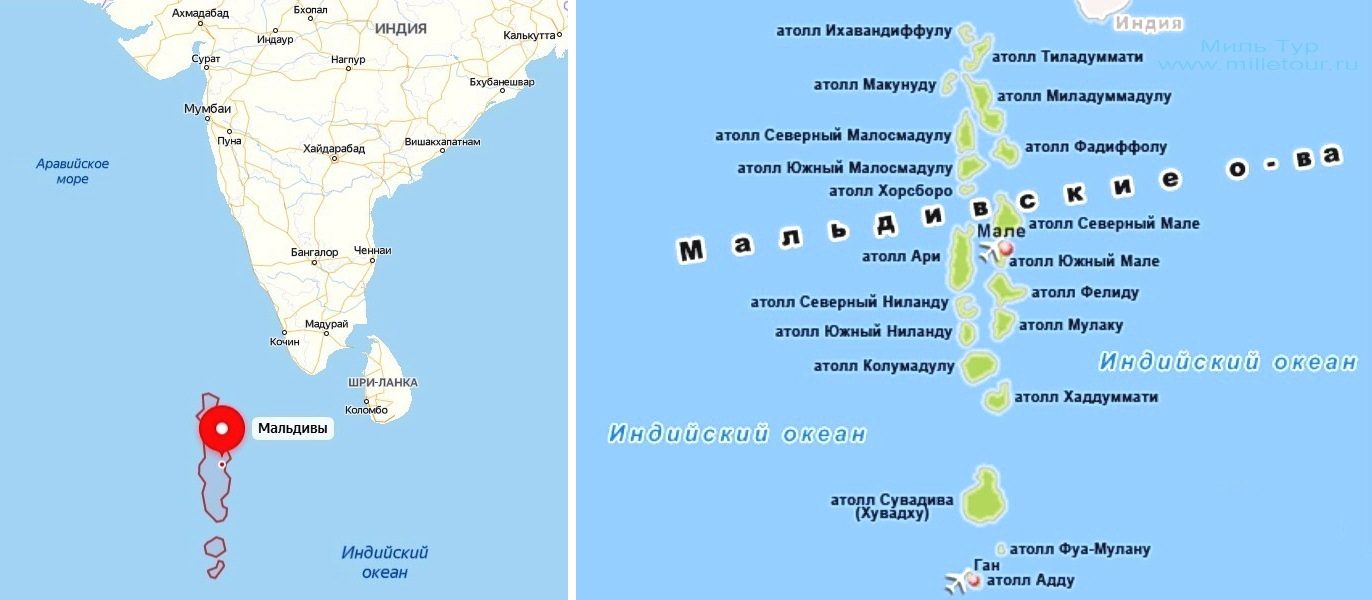 Ахмадабад
Бхопал
ИНДИЯ
Индаур
Калькутта
Сурат
Нагпур
Бхубанешвар
Мумбаи
Пуна
Вишакхапатнам
Хайдарабад
Аравийское
море
Бангалор
Ченнаи
Мадурай
Кочин
ШРИ-ЛАНКА
Коломбо
Мальдивы
Индийский
океан
Индия
Миль Тур
www.milletour.ru
атолл Ихавандиффулу
атолл Тиладуммати
атолл Макунуду
атолл Миладуммадулу
атолл Северный Малосмадулу
атолл Фадиффолу
атолл Южный Малосмадулу
атолл Хорсборо
Мальдивские о-ва
атолл Северный Мале
Мале
атолл Ари
атолл Южный Мале
атолл Фелиду
атолл Северный Ниланду
атолл Мулаку
атолл Южный Ниланду
Индийский океан
атолл Колумадулу
атолл Хаддуммати
Индийский океан
атолл Сувадива
(Хувадху)
атолл Фуа-Мулану
Ган
атолл Адду